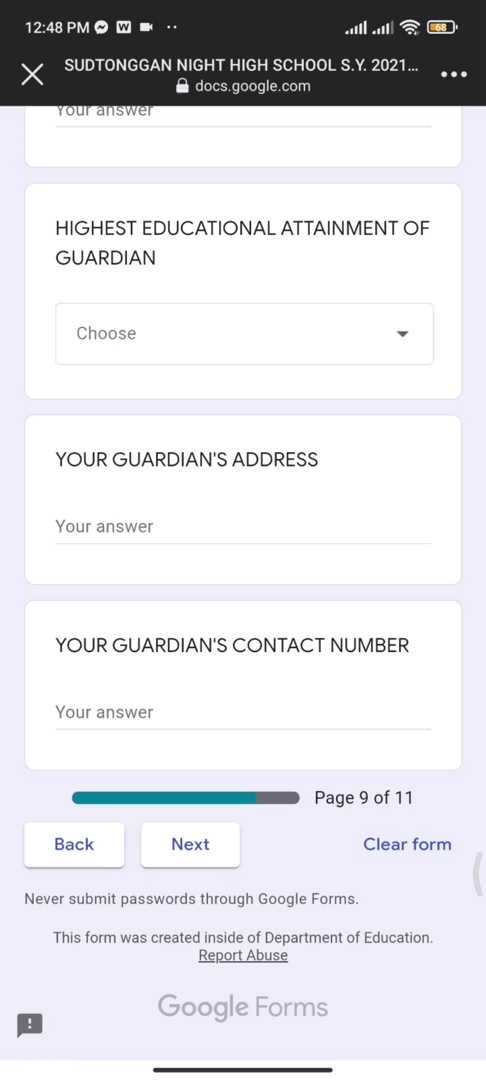 12:48 PM
68
SUDTONGGAN NIGHT HIGH SCHOOL S.Y. 2021...
docs.google.com
Your answer
HIGHEST EDUCATIONAL ATTAINMENT OF
GUARDIAN
Choose
YOUR GUARDIAN'S ADDRESS
Your answer
YOUR GUARDIAN'S CONTACT NUMBER
Your answer
Page 9 of 11
Back
Next
Clear form
Never submit passwords through Google Forms.
This form was created inside of Department of Education.
Report Abuse
Google Forms